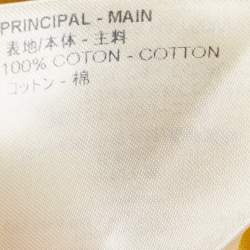 PRINCIPAL - MAIN
表地/本体 - 主料
100% COTON - COTTON
コットン - 棉